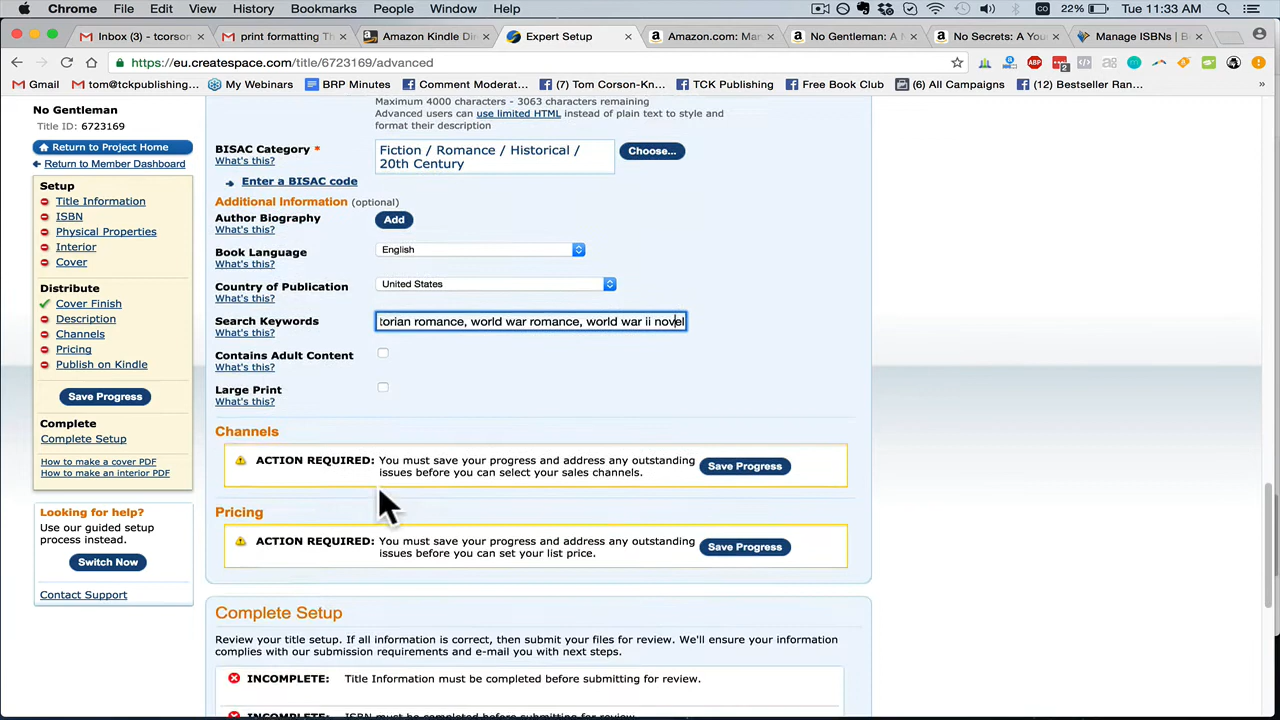 Chrome File Edit View History Bookmarks People Window Help 22% Tue 11:33 AM
Inbox (3) - tcorson
print formatting Th
Amazon Kindle Dir
Expert Setup
Amazon.com: Mar
No Gentleman: A N
No Secrets: A You
Manage ISBNs | Bo
https://eu.createspace.com/title/6723169/advanced
Gmail tom@tckpublishing... My Webinars BRP Minutes Comment Moderat... (7) Tom Corson-Kn... TCK Publishing Free Book Club (6) All Campaigns (12) Bestseller Ran...
No Gentleman
Title ID: 6723169
Return to Project Home
Return to Member Dashboard
Setup
Title Information
ISBN
Physical Properties
Interior
Cover
Distribute
Cover Finish
Description
Channels
Pricing
Publish on Kindle
Save Progress
Complete
Complete Setup
How to make a cover PDF
How to make an interior PDF
Looking for help?
Use our guided setup
process instead.
Switch Now
Contact Support
Maximum 4000 characters - 3063 characters remaining
Advanced users can use limited HTML instead of plain text to style and
format their description
BISAC Category *
What's this?
Fiction / Romance / Historical /
20th Century
Choose...
Enter a BISAC code
Additional Information (optional)
Author Biography
What's this?
Add
Book Language
What's this?
English
Country of Publication
What's this?
United States
Search Keywords
What's this?
torian romance, world war romance, world war ii novel
Contains Adult Content
What's this?
Large Print
What's this?
Channels
ACTION REQUIRED: You must save your progress and address any outstanding
issues before you can select your sales channels.
Save Progress
Pricing
ACTION REQUIRED: You must save your progress and address any outstanding
issues before you can set your list price.
Save Progress
Complete Setup
Review your title setup. If all information is correct, then submit your files for review. We'll ensure your information
complies with our submission requirements and e-mail you with next steps.
INCOMPLETE: Title Information must be completed before submitting for review.
INCOMPLETE: ISBN must be completed before submitting for review.